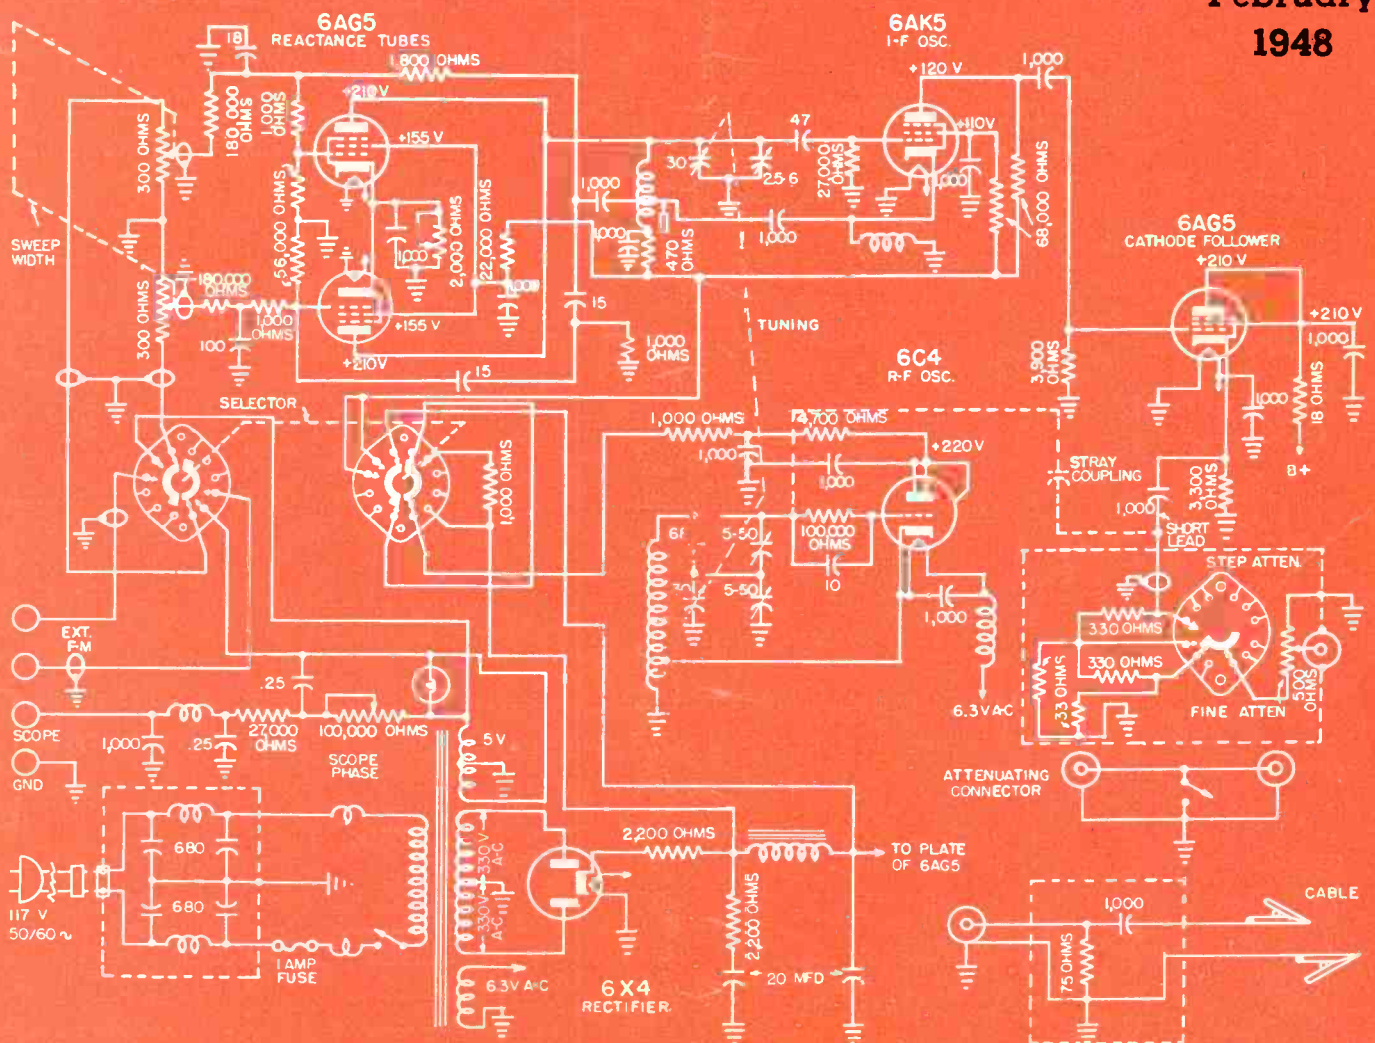 February
1948
6AG5
REACTANCE TUBES
6AK5
I-F OSC.
18
1,800 OHMS
+120 V
1,000
+210V
180,000
OHMS
1,000
OHMS
300 OHMS
+155 V
47
+110V
30
25-6
27,000
OHMS
1,000
68,000 OHMS
1,000
56,000 OHMS
1,000
2,000 OHMS
22,000 OHMS
1,000
470
OHMS
1,000
6AG5
CATHODE FOLLOWER
+210 V
SWEEP
WIDTH
180,000
OHMS
300 OHMS
1,000
OHMS
100
+155 V
+210V
1,000
15
1,000
OHMS
TUNING
+210V
1,000
3,900
OHMS
18 OHMS
1,000
B+
15
6C4
R-F OSC.
SELECTOR
1,000 OHMS
4,700 OHMS
+220 V
1,000
1,000
1,000 OHMS
STRAY
COUPLING
3,300
OHMS
1,000
SHORT
LEAD
5-50
100,000
OHMS
10
5-50
1,000
STEP ATTEN.
330 OHMS
330 OHMS
33 OHMS
500
OHMS
FINE ATTEN
EXT.
F-M
.25
6.3V A-C
SCOPE
1,000
.25
27,000
OHMS
100,000 OHMS
SCOPE
PHASE
5 V
GND
ATTENUATING
CONNECTOR
680
680
330V
A-C
330V
A-C
2,200 OHMS
TO PLATE
OF 6AG5
2,200 OHMS
117 V
50/60 ~
1 AMP
FUSE
6.3V A-C
6X4
RECTIFIER
20 MFD
1,000
CABLE
75 OHMS